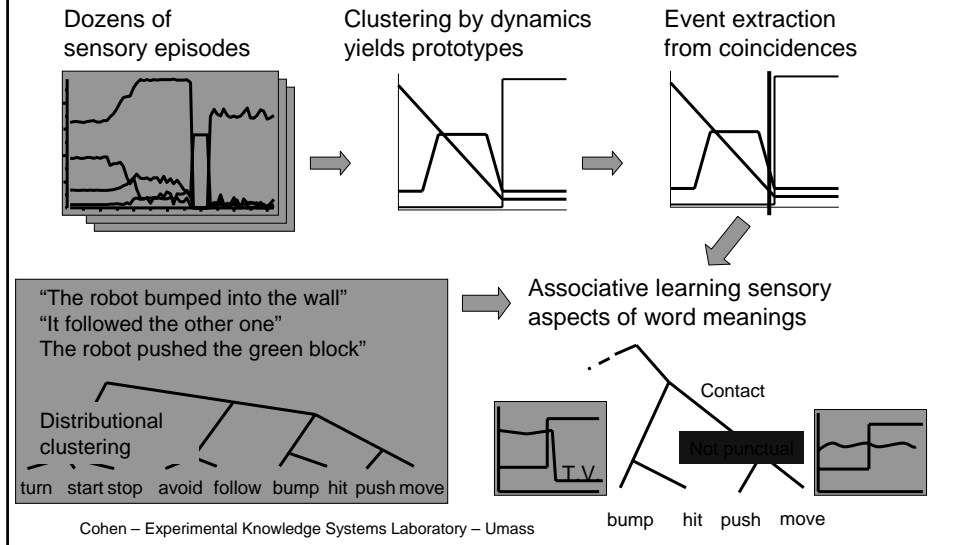 Dozens of
sensory episodes
Clustering by dynamics
yields prototypes
Event extraction
from coincidences
“The robot bumped into the wall”
“It followed the other one”
The robot pushed the green block”
Distributional
clustering
turn start stop avoid follow bump hit push move
Associative learning sensory
aspects of word meanings
Contact
Not punctual
T.V.
bump hit push move
Cohen – Experimental Knowledge Systems Laboratory – Umass